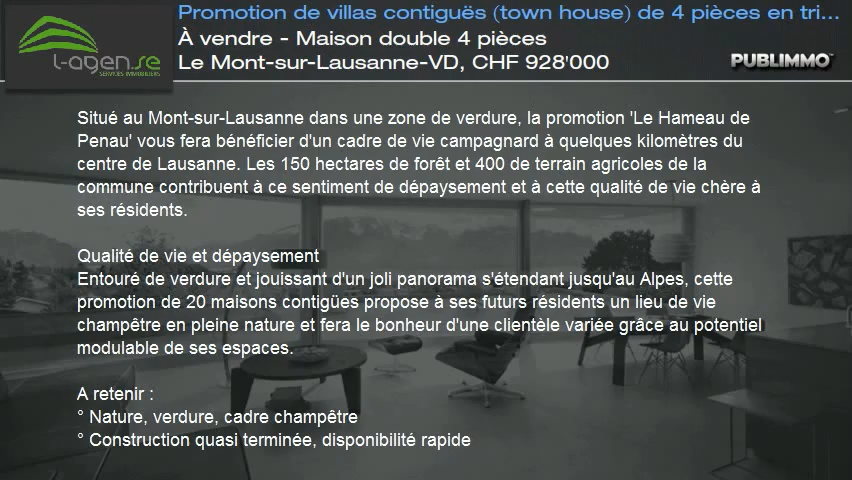 Promotion de villas contiguës (town house) de 4 pièces en tri...
À vendre - Maison double 4 pièces
Le Mont-sur-Lausanne-VD, CHF 928'000
l-agen.se
SERVICES IMMOBILIERS
PUBLIMMO
Situé au Mont-sur-Lausanne dans une zone de verdure, la promotion 'Le Hameau de
Penau' vous fera bénéficier d'un cadre de vie campagnard à quelques kilomètres du
centre de Lausanne. Les 150 hectares de forêt et 400 de terrain agricoles de la
commune contribuent à ce sentiment de dépaysement et à cette qualité de vie chère à
ses résidents.
Qualité de vie et dépaysement
Entouré de verdure et jouissant d'un joli panorama s'étendant jusqu'au Alpes, cette
promotion de 20 maisons contigües propose à ses futurs résidents un lieu de vie
champêtre en pleine nature et fera le bonheur d'une clientèle variée grâce au potentiel
modulable de ses espaces.
A retenir :
° Nature, verdure, cadre champêtre
° Construction quasi terminée, disponibilité rapide